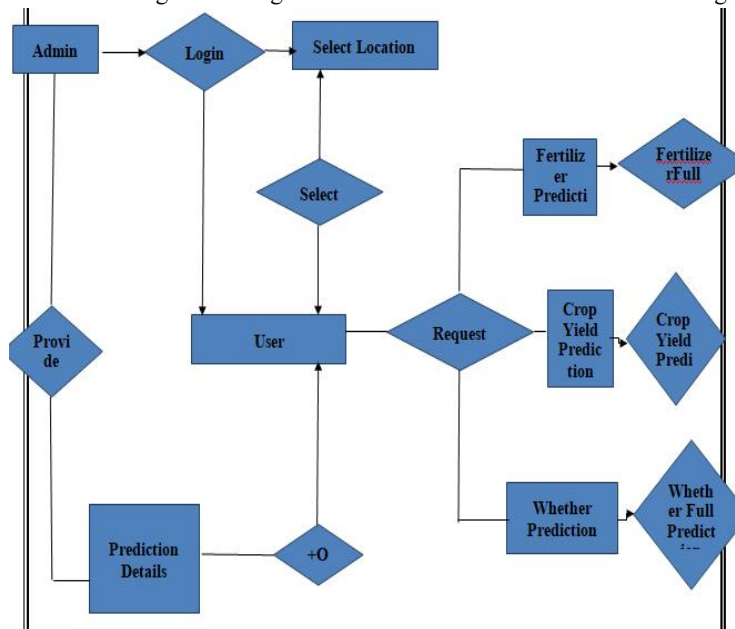 Admin
Login
Select Location
Fertiliz
er
Predicti
Fertilize
rFull
Select
User
Request
Crop
Yield
Predic
tion
Crop
Yield
Predi
Provi
de
Prediction
Details
+O
Whether
Prediction
Wheth
er Full
Predict